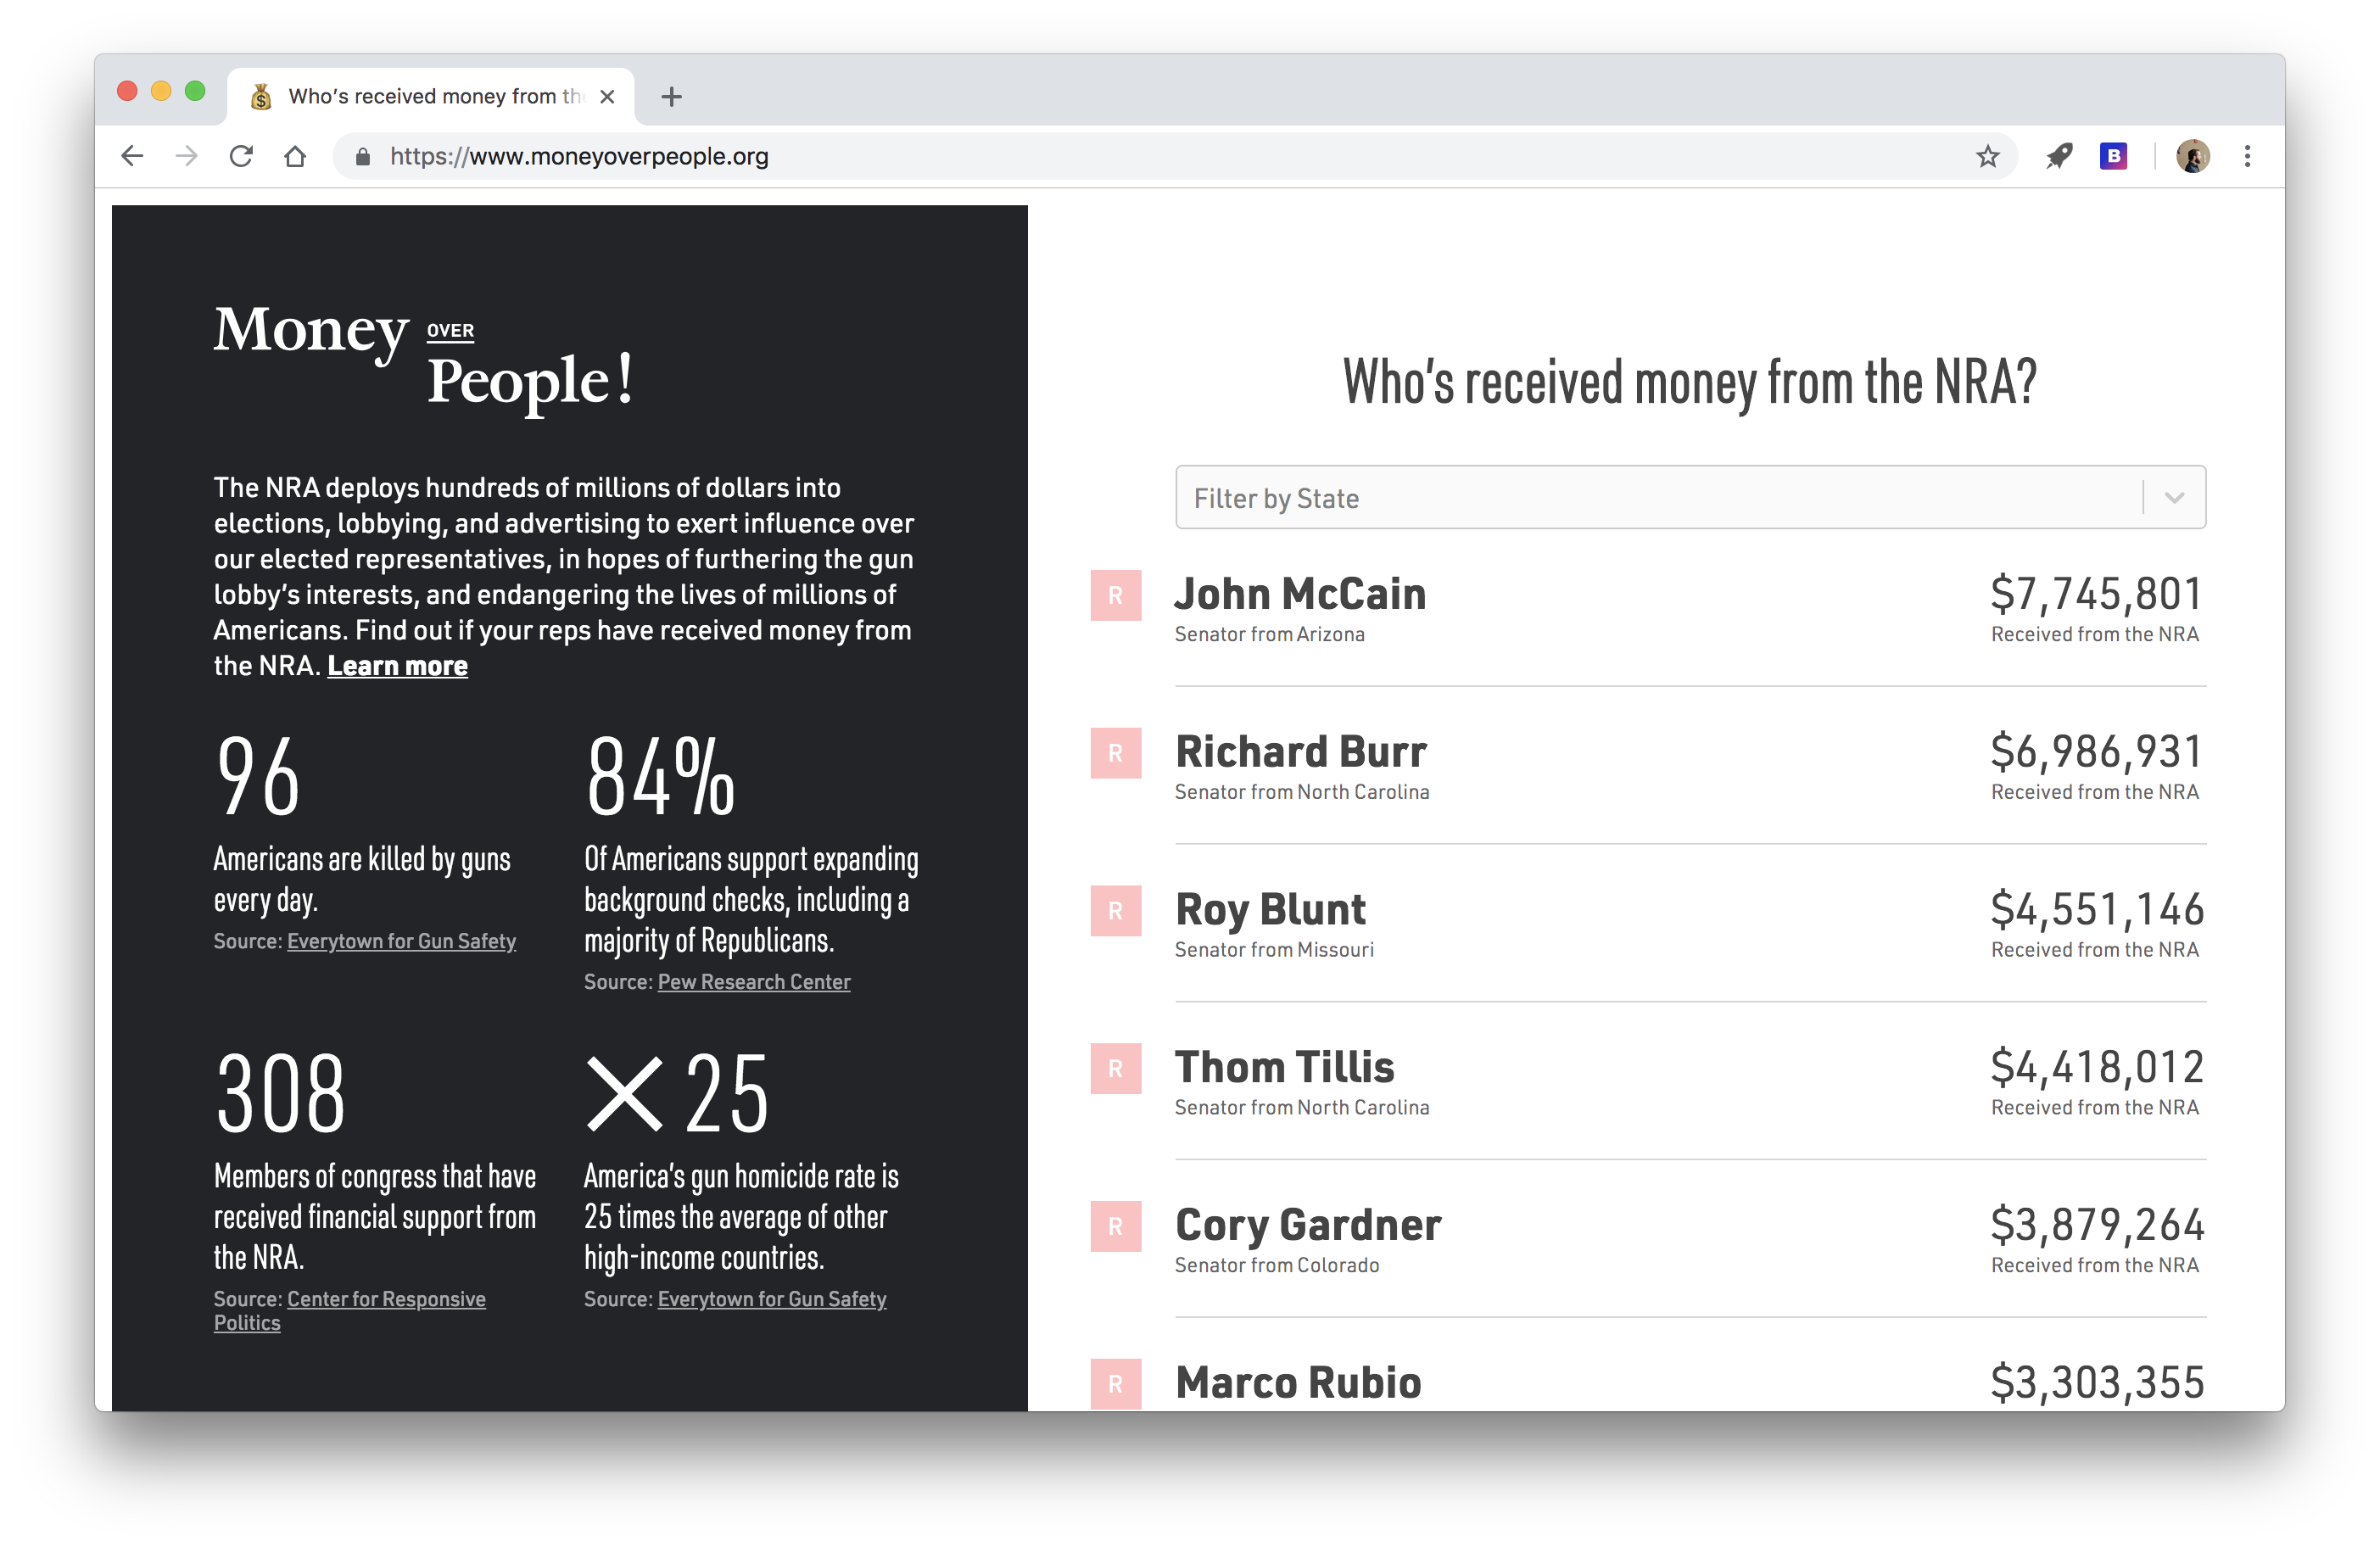 Who's received money from the
https://www.moneyoverpeople.org
B
Money OVER
People!
The NRA deploys hundreds of millions of dollars into
elections, lobbying, and advertising to exert influence over
our elected representatives, in hopes of furthering the gun
lobby's interests, and endangering the lives of millions of
Americans. Find out if your reps have received money from
the NRA. Learn more
96
Americans are killed by guns
every day.
Source: Everytown for Gun Safety
84%
Of Americans support expanding
background checks, including a
majority of Republicans.
Source: Pew Research Center
308
Members of congress that have
received financial support from
the NRA.
Source: Center for Responsive
Politics
× 25
America's gun homicide rate is
25 times the average of other
high-income countries.
Source: Everytown for Gun Safety
Who's received money from the NRA?
Filter by State
R John McCain $7,745,801
Senator from Arizona Received from the NRA
R Richard Burr $6,986,931
Senator from North Carolina Received from the NRA
R Roy Blunt $4,551,146
Senator from Missouri Received from the NRA
R Thom Tillis $4,418,012
Senator from North Carolina Received from the NRA
R Cory Gardner $3,879,264
Senator from Colorado Received from the NRA
R Marco Rubio $3,303,355